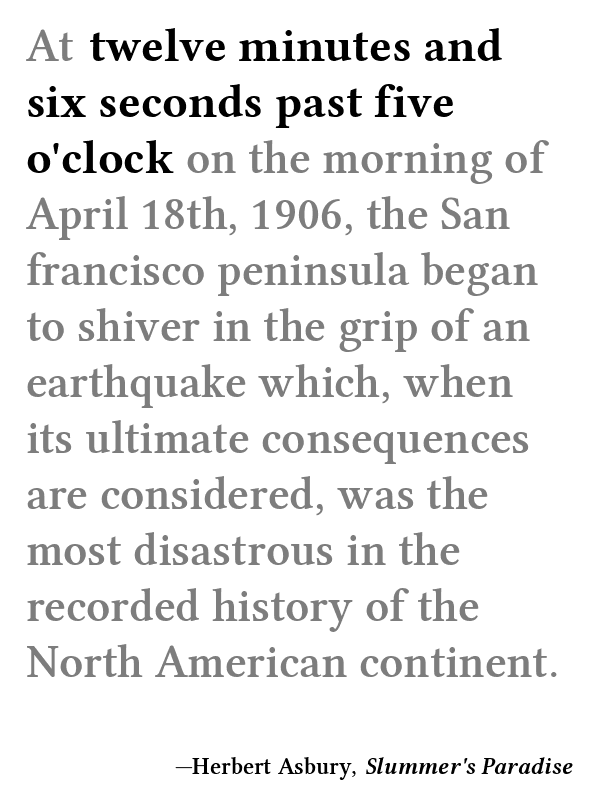 At twelve minutes and
six seconds past five
o'clock on the morning of
April 18th, 1906, the San
francisco peninsula began
to shiver in the grip of an
earthquake which, when
its ultimate consequences
are considered, was the
most disastrous in the
recorded history of the
North American continent.
—Herbert Asbury, Slummer's Paradise